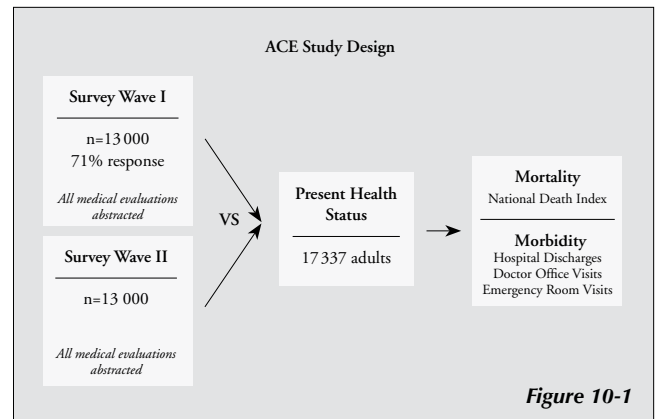 ACE Study Design
Survey Wave I
n=13 000
71% response
All medical evaluations
abstracted
VS
Survey Wave II
n=13 000
All medical evaluations
abstracted
Present Health
Status
17 337 adults
Mortality
National Death Index
Morbidity
Hospital Discharges
Doctor Office Visits
Emergency Room Visits
Figure 10-1